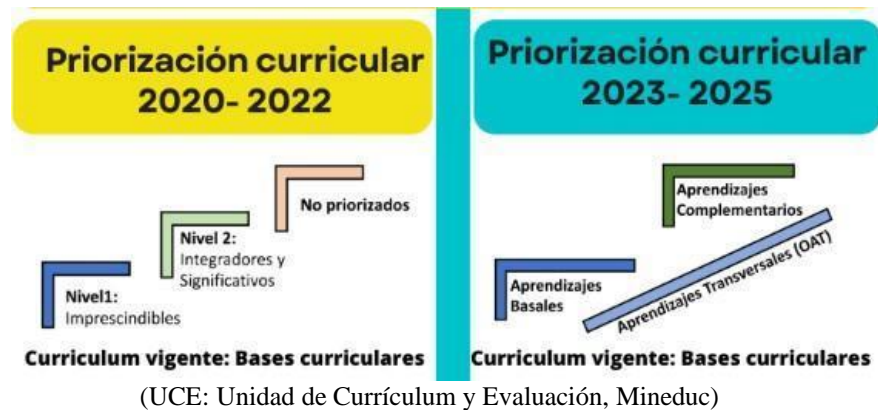 Priorización curricular
2020- 2022
No priorizados
Nivel 2:
Integradores y
Significativos
Nivel1:
Imprescindibles
Curriculum vigente: Bases curriculares
Priorización curricular
2023- 2025
Aprendizajes
Complementarios
Aprendizajes
Basales
Aprendizajes Transversales (OAT)
Curriculum vigente: Bases curriculares
(UCE: Unidad de Currículum y Evaluación, Mineduc)